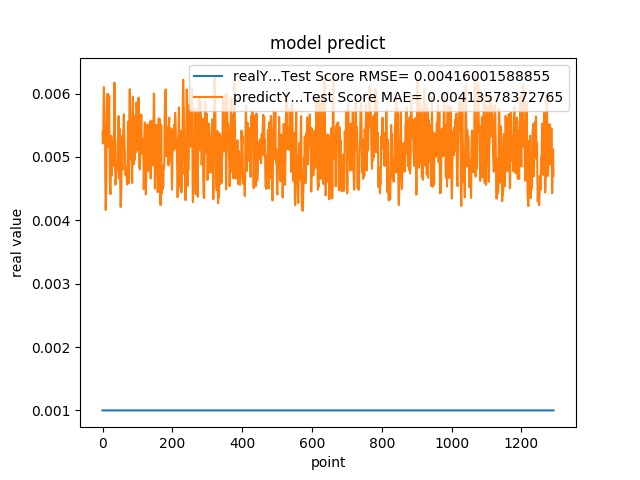 model predict
realY...Test Score RMSE= 0.00416001588855
predictY...Test Score MAE= 0.00413578372765
0.006
0.005
0.004
0.003
0.002
0.001
real value
0 200 400 600 800 1000 1200
point